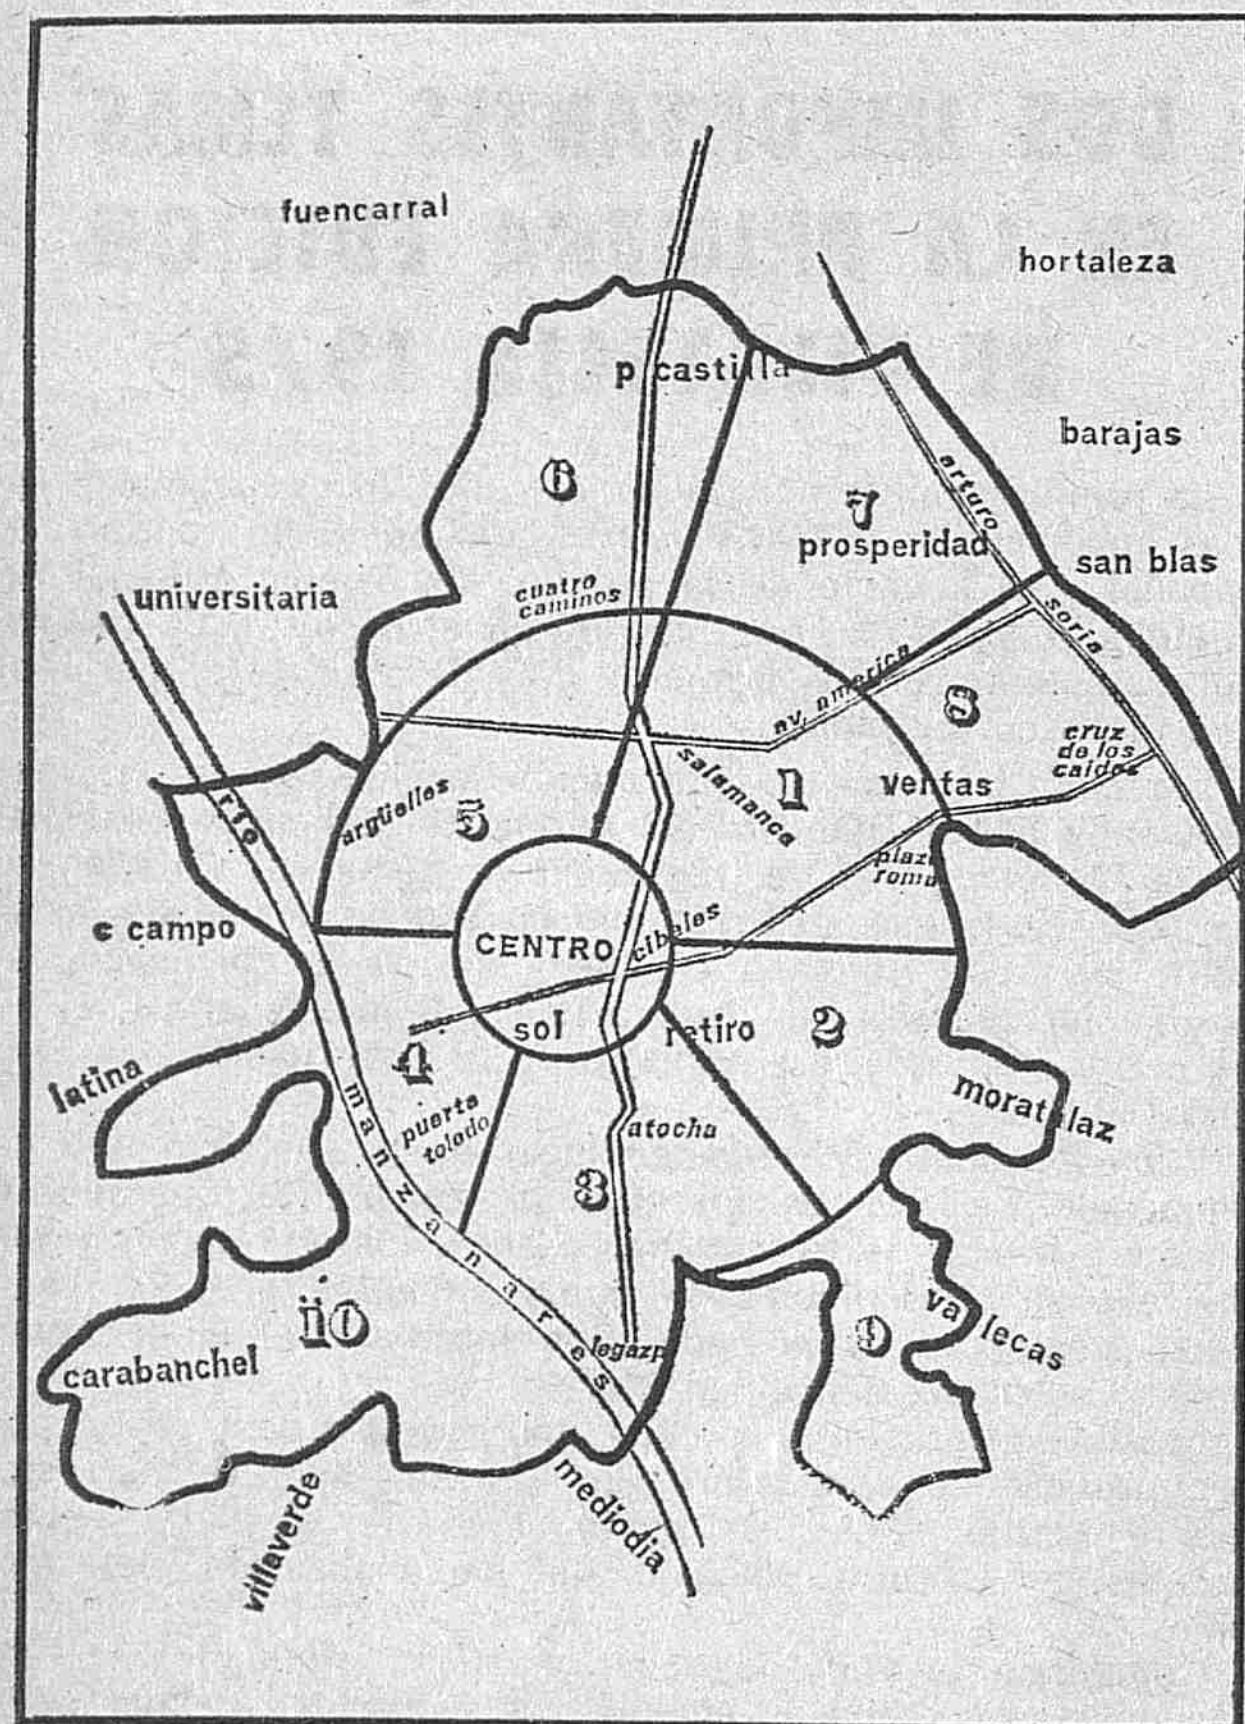 fuencarral
hortaleza
p castilla
barajas
6
arturo
7
prosperidad
san blas
cuatro
caminos
universitaria
soria
av. america
8
cruz
de los
caidos
salamanca
1
ventas
argüelles
5
rio
plaza
roma
c campo
CENTRO
cibeles
sol
retiro
2
4
latina
manzanares
puerta
toledo
atocha
moratalaz
3
10
carabanchel
legazp
9
vallecas
villaverde
mediodia